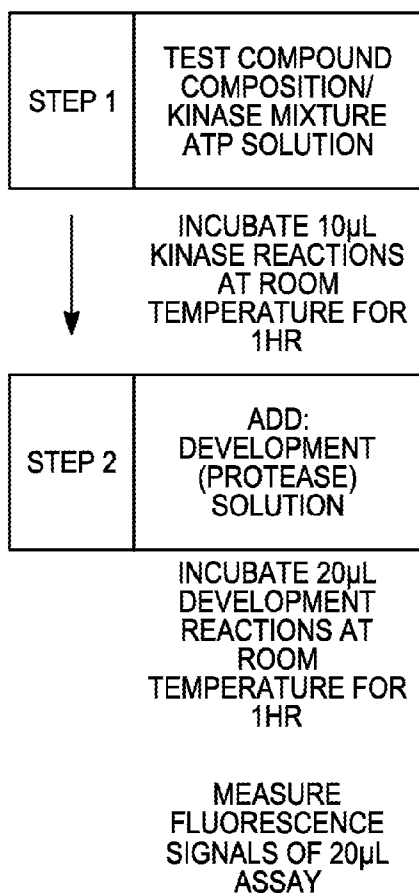 STEP 1
TEST COMPOUND
COMPOSITION/
KINASE MIXTURE
ATP SOLUTION
INCUBATE 10µL
KINASE REACTIONS
AT ROOM
TEMPERATURE FOR
1HR
STEP 2
ADD:
DEVELOPMENT
(PROTEASE)
SOLUTION
INCUBATE 20µL
DEVELOPMENT
REACTIONS AT
ROOM
TEMPERATURE FOR
1HR
MEASURE
FLUORESCENCE
SIGNALS OF 20µL
ASSAY